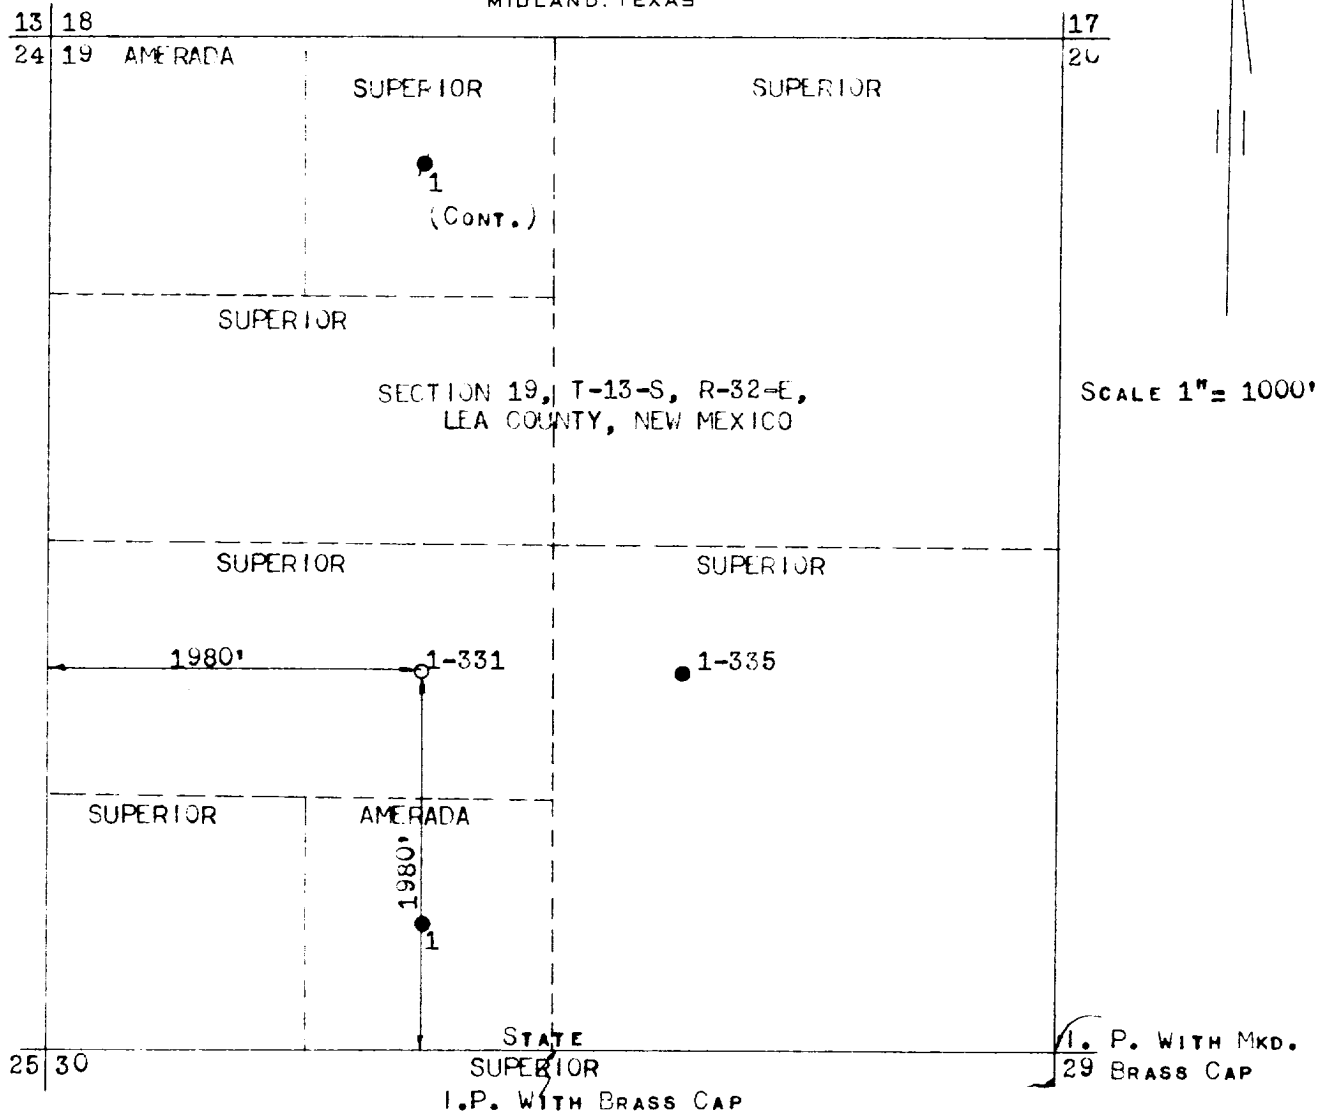 MIDLAND, TEXAS
13 18
17
24 19 AMERADA
20
SUPERIOR
SUPERIOR
1
(CONT.)
SUPERIOR
SECTION 19, T-13-S, R-32-E,
LEA COUNTY, NEW MEXICO
SCALE 1"= 1000'
SUPERIOR
SUPERIOR
1980'
1-331
1-335
SUPERIOR
AMERADA
1980'
1
STATE
25 30
SUPERIOR
I.P. WITH BRASS CAP
I. P. WITH MKD.
29 BRASS CAP